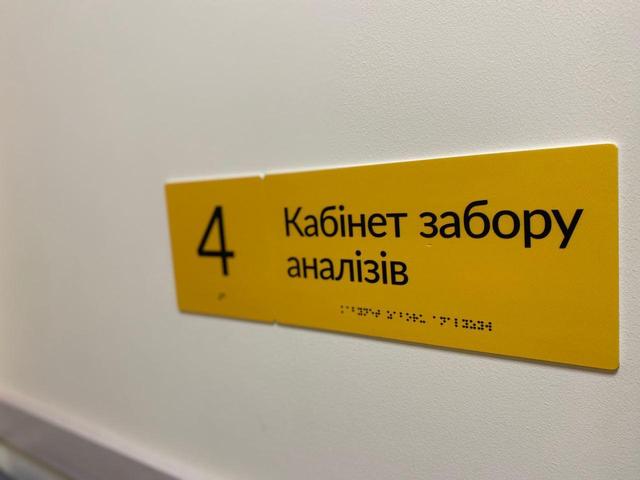 4
Кабінет забору
аналізів